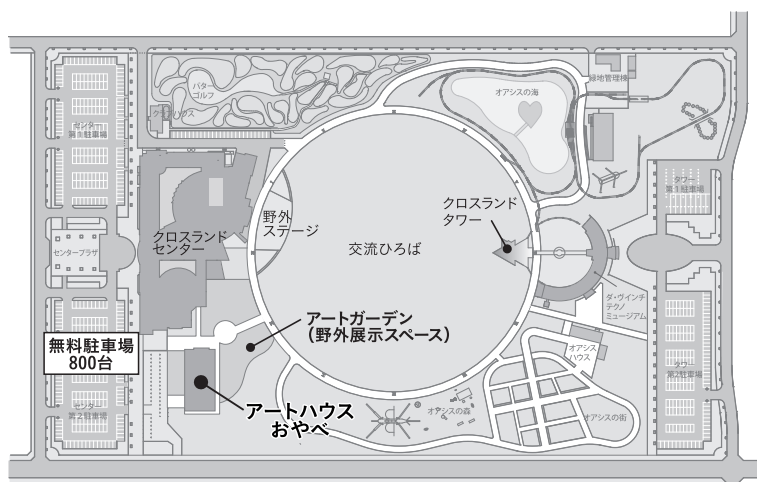 パター
ゴルフ
クラブハウス
センター
第1駐車場
オアシスの海
緑地管理棟
クロスランド
タワー
タワー
第1駐車場
野外
ステージ
クロスランド
センター
センタープラザ
交流ひろば
ダ・ヴィンチ
テクノ
ミュージアム
アートガーデン
（野外展示スペース）
無料駐車場
800台
オアシス
ハウス
タワー
第2駐車場
センター
第2駐車場
アートハウス
おやべ
オアシスの森
オアシスの街